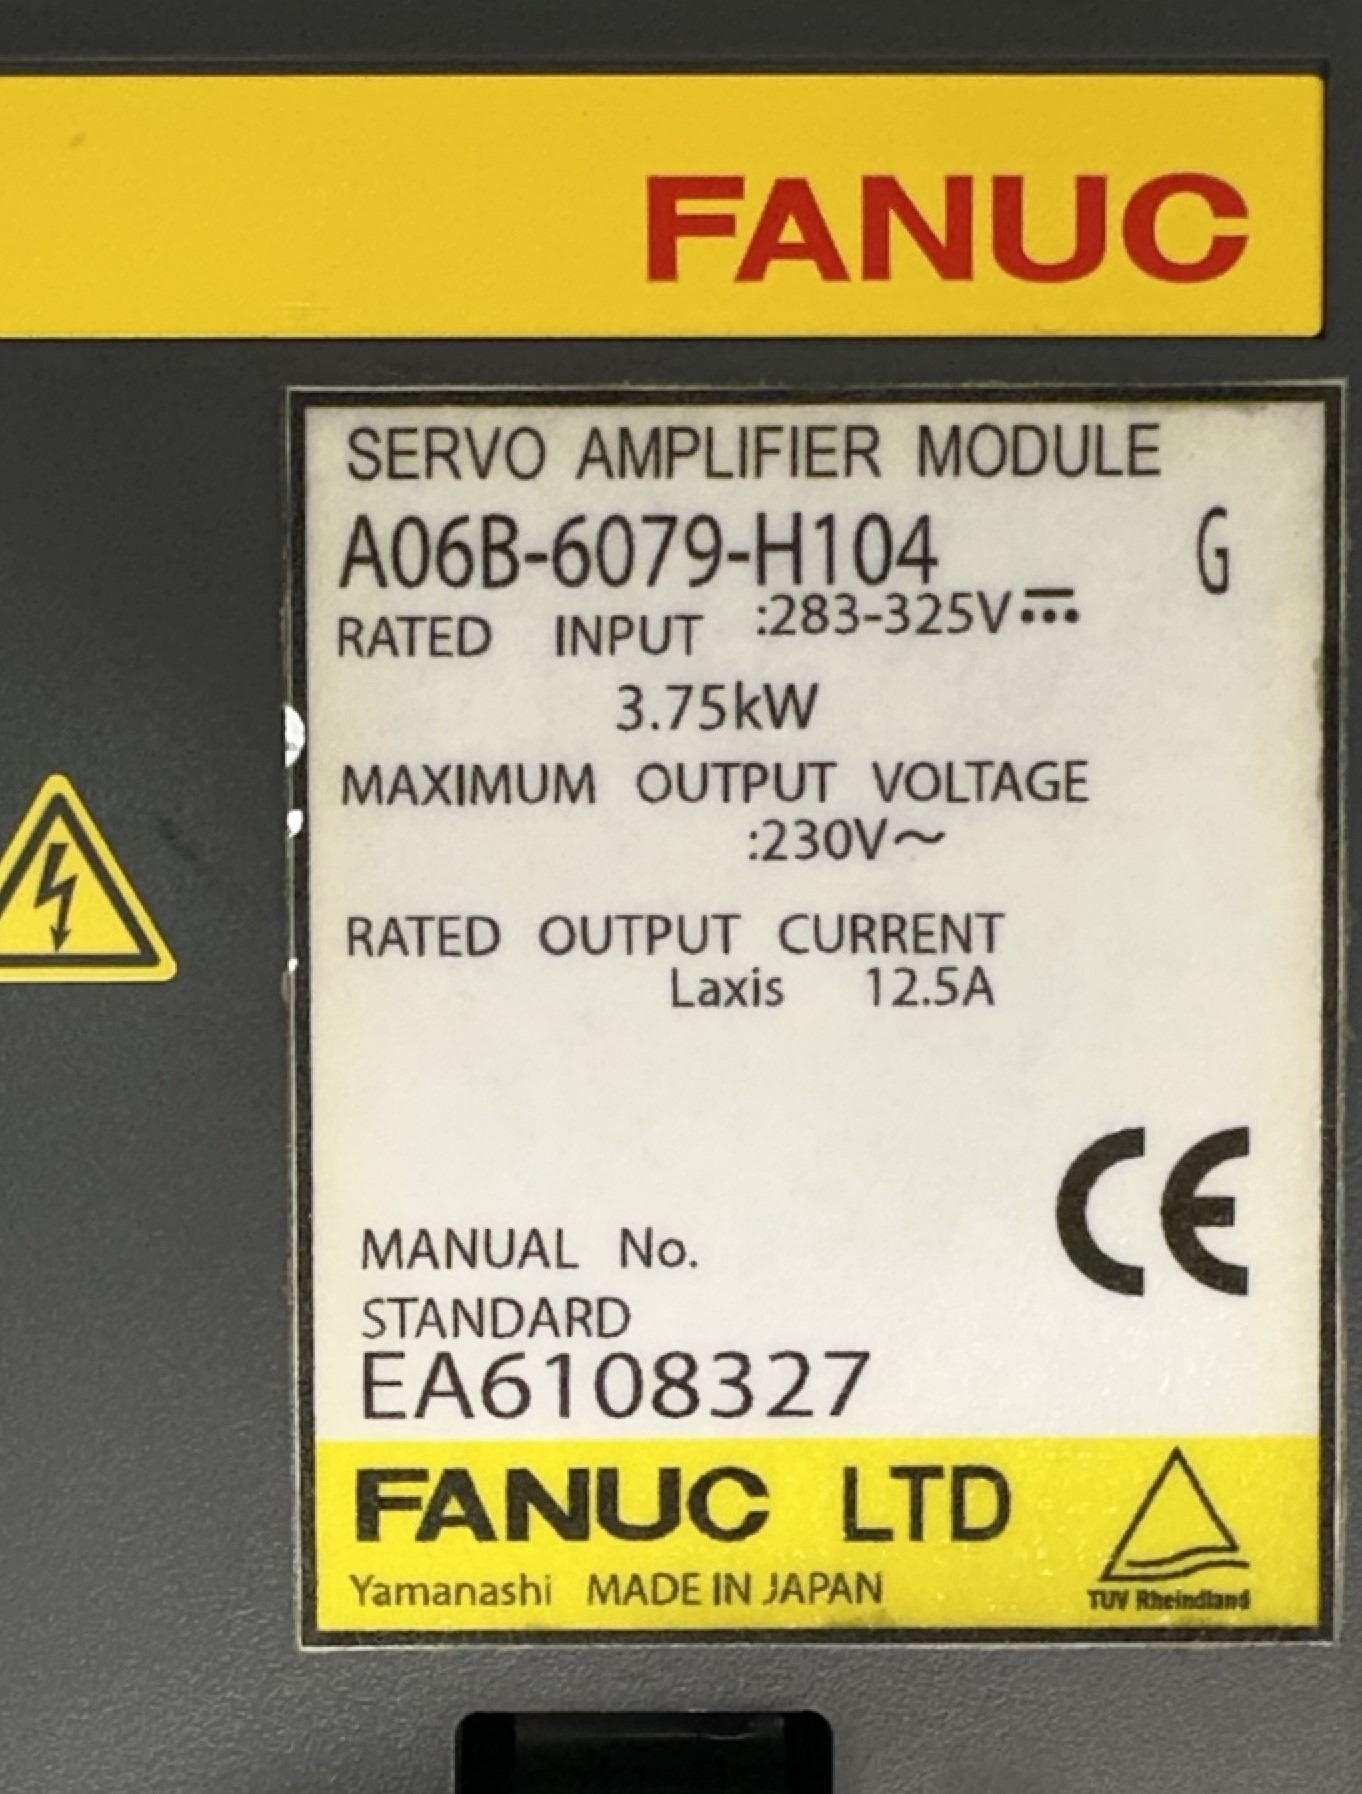 FANUC
SERVO AMPLIFIER MODULE
A06B-6079-H104 G
RATED INPUT :283-325V⎓
3.75kW
MAXIMUM OUTPUT VOLTAGE
:230V～
RATED OUTPUT CURRENT
Laxis 12.5A
CE
MANUAL No.
STANDARD
EA6108327
FANUC LTD
Yamanashi MADE IN JAPAN
TUV Rheindland